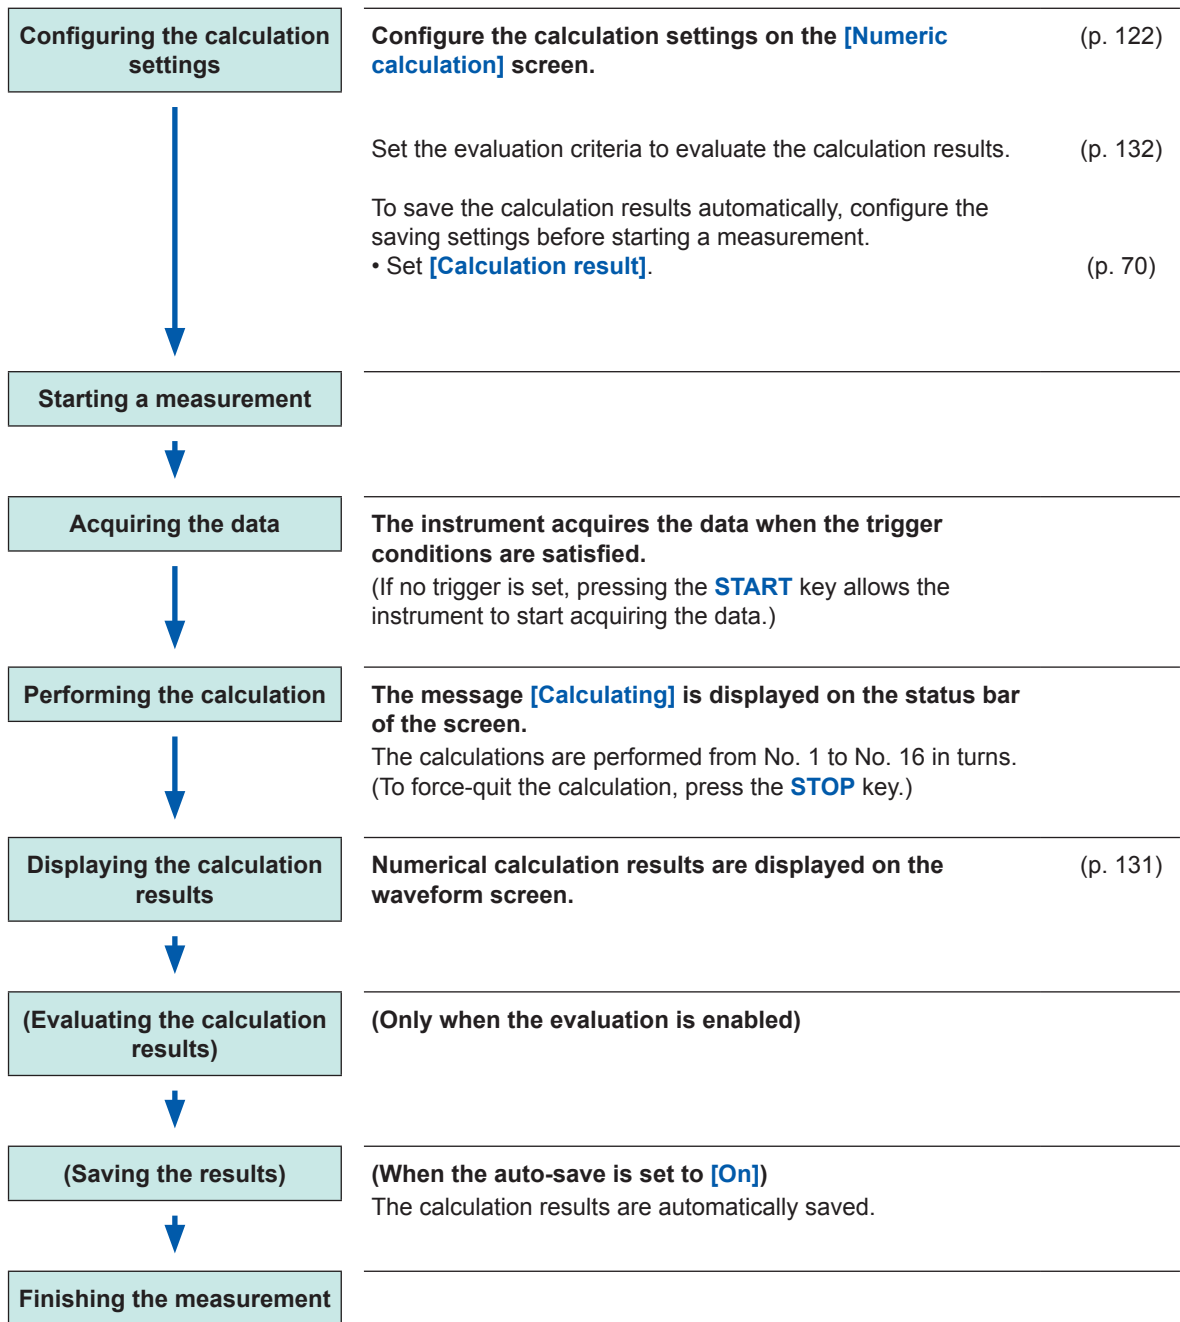 Configuring the calculation
settings
Configure the calculation settings on the [Numeric
calculation] screen.
(p. 122)
Set the evaluation criteria to evaluate the calculation results.
(p. 132)
To save the calculation results automatically, configure the
saving settings before starting a measurement.
• Set [Calculation result].
(p. 70)
Starting a measurement
Acquiring the data
The instrument acquires the data when the trigger
conditions are satisfied.
(If no trigger is set, pressing the START key allows the
instrument to start acquiring the data.)
Performing the calculation
The message [Calculating] is displayed on the status bar
of the screen.
The calculations are performed from No. 1 to No. 16 in turns.
(To force-quit the calculation, press the STOP key.)
Displaying the calculation
results
Numerical calculation results are displayed on the
waveform screen.
(p. 131)
(Evaluating the calculation
results)
(Only when the evaluation is enabled)
(Saving the results)
(When the auto-save is set to [On])
The calculation results are automatically saved.
Finishing the measurement